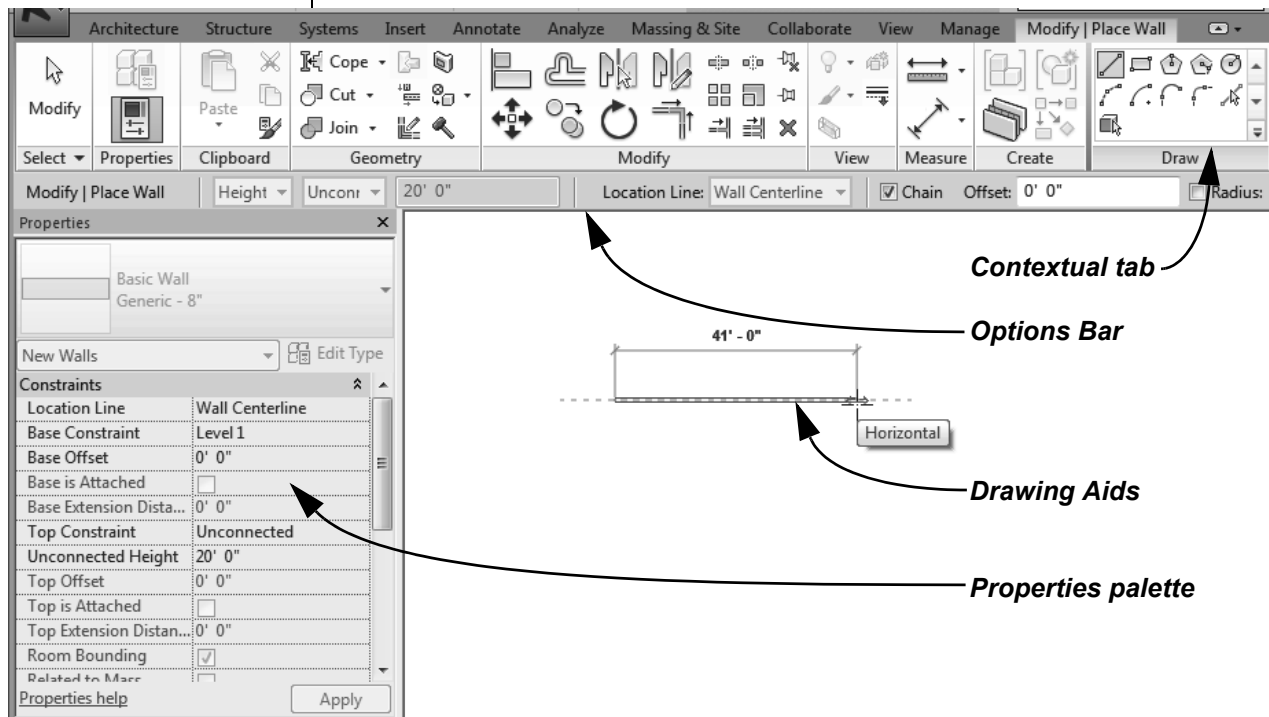 Architecture Structure Systems Insert Annotate Analyze Massing & Site Collaborate View Manage Modify | Place Wall
Modify
Paste
Cope
Cut
Join
Select Properties Clipboard Geometry Modify View Measure Create Draw
Modify | Place Wall Height Unconr 20' 0" Location Line: Wall Centerline Chain Offset: 0' 0" Radius:
Properties
Basic Wall
Generic - 8"
New Walls Edit Type
Constraints
Location Line Wall Centerline
Base Constraint Level 1
Base Offset 0' 0"
Base is Attached
Base Extension Dista... 0' 0"
Top Constraint Unconnected
Unconnected Height 20' 0"
Top Offset 0' 0"
Top is Attached
Top Extension Distan... 0' 0"
Room Bounding
Related to Mass
Properties help Apply
41' - 0"
Horizontal
Contextual tab
Options Bar
Drawing Aids
Properties palette